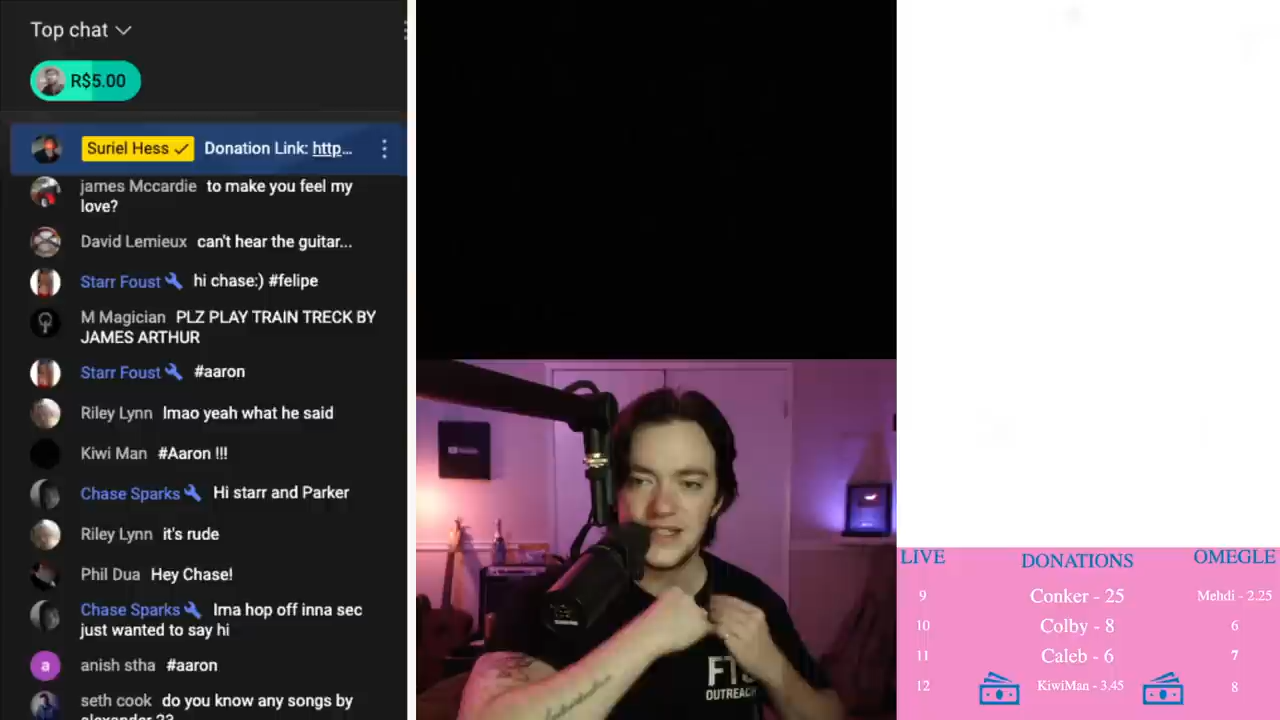 Top chat
R$5.00
Suriel Hess Donation Link: http...
james Mccardie to make you feel my
love?
David Lemieux can't hear the guitar...
Starr Foust hi chase:) #felipe
M Magician PLZ PLAY TRAIN TRECK BY
JAMES ARTHUR
Starr Foust #aaron
Riley Lynn lmao yeah what he said
Kiwi Man #Aaron !!!
Chase Sparks Hi starr and Parker
Riley Lynn it's rude
Phil Dua Hey Chase!
Chase Sparks Ima hop off inna sec
just wanted to say hi
a anish stha #aaron
seth cook do you know any songs by
alexander 23
OUTREACH
LIVE DONATIONS OMEGLE
9 Conker - 25 Mehdi - 2.25
10 Colby - 8 6
11 Caleb - 6 7
12 KiwiMan - 3.45 8